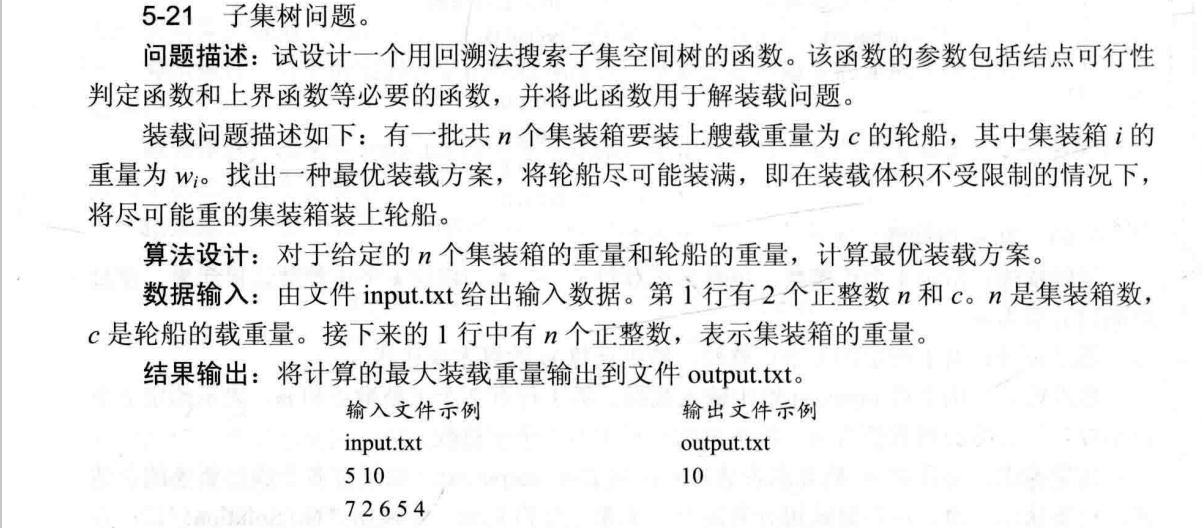 5-21 子集树问题。
问题描述：试设计一个用回溯法搜索子集空间树的函数。该函数的参数包括结点可行性
判定函数和上界函数等必要的函数，并将此函数用于解装载问题。
装载问题描述如下：有一批共 n 个集装箱要装上艘载重量为 c 的轮船，其中集装箱 i 的
重量为 wᵢ。找出一种最优装载方案，将轮船尽可能装满，即在装载体积不受限制的情况下，
将尽可能重的集装箱装上轮船。
算法设计：对于给定的 n 个集装箱的重量和轮船的重量，计算最优装载方案。
数据输入：由文件 input.txt 给出输入数据。第 1 行有 2 个正整数 n 和 c。n 是集装箱数，
c 是轮船的载重量。接下来的 1 行中有 n 个正整数，表示集装箱的重量。
结果输出：将计算的最大装载重量输出到文件 output.txt。
输入文件示例 输出文件示例
input.txt output.txt
5 10 10
7 2 6 5 4